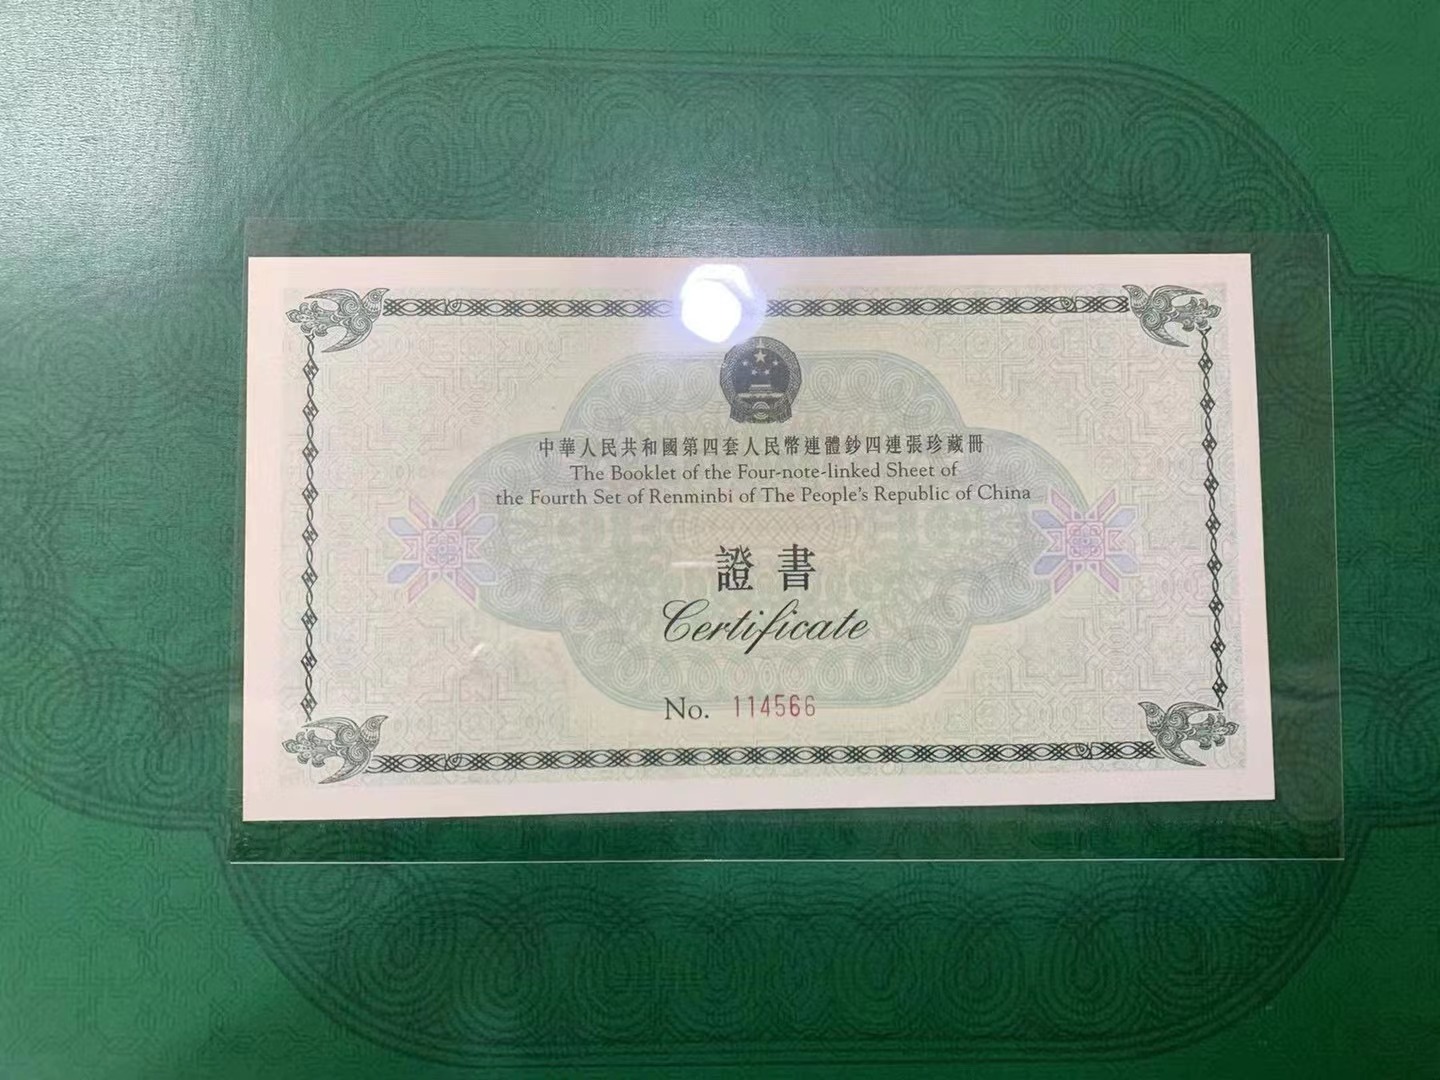 中華人民共和國第四套人民幣連體鈔四連張珍藏冊
The Booklet of the Four-note-linked Sheet of
the Fourth Set of Renminbi of The People's Republic of China
證書
Certificate
No. 114566